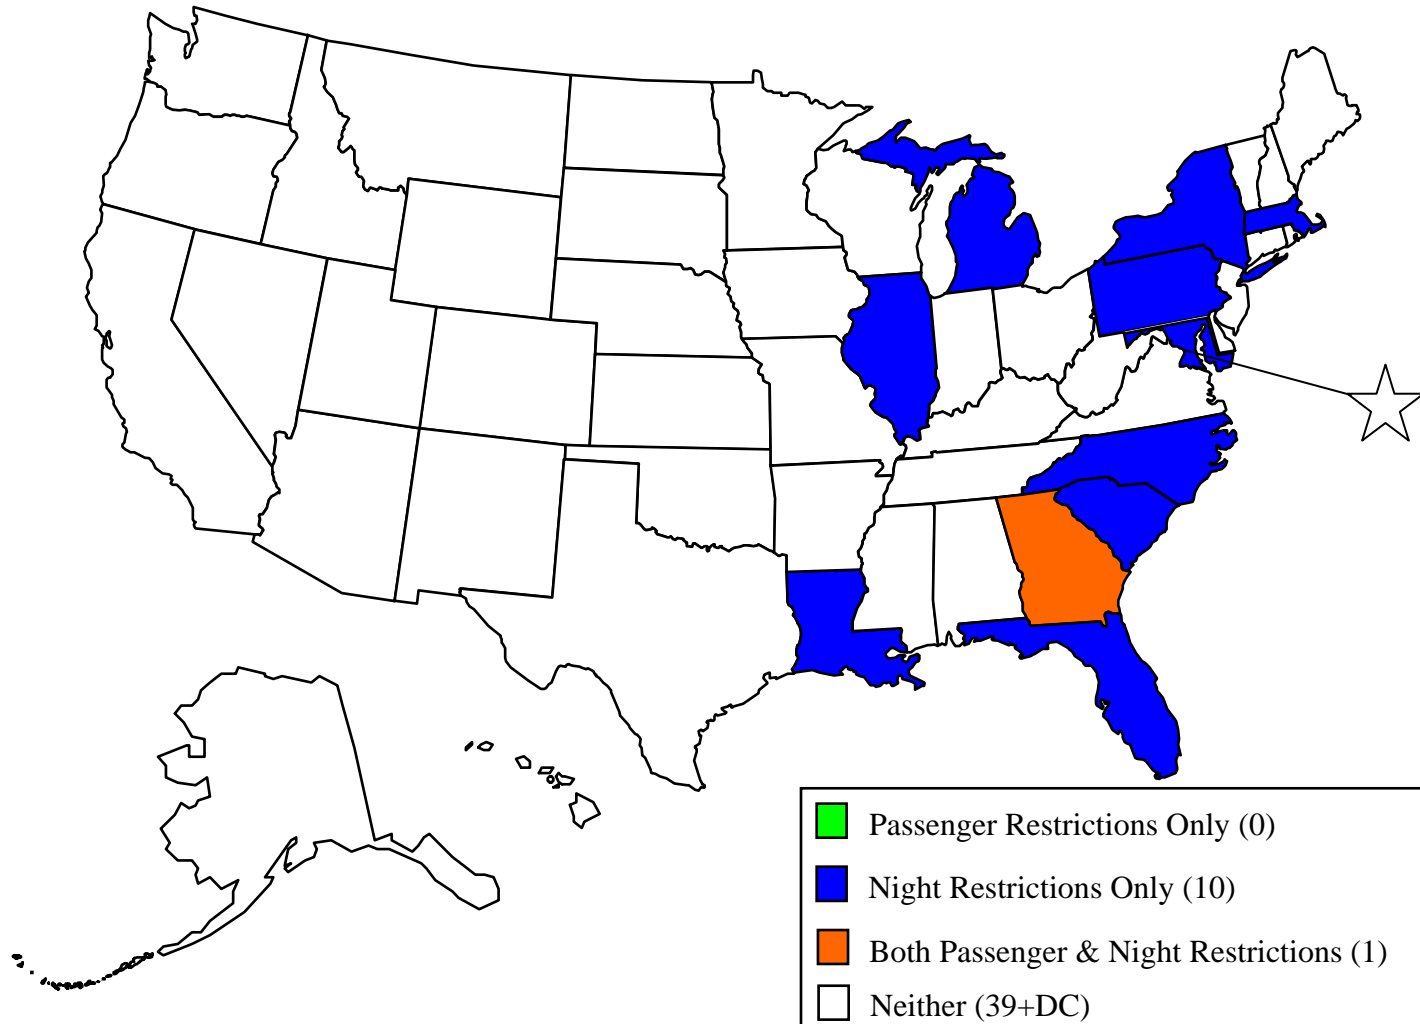 Passenger Restrictions Only (0)
Night Restrictions Only (10)
Both Passenger & Night Restrictions (1)
Neither (39+DC)